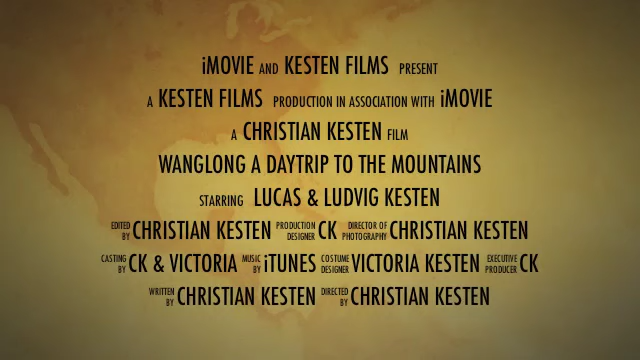 iMOVIE AND KESTEN FILMS PRESENT
A KESTEN FILMS PRODUCTION IN ASSOCIATION WITH iMOVIE
A CHRISTIAN KESTEN FILM
WANGLONG A DAYTRIP TO THE MOUNTAINS
STARRING LUCAS & LUDVIG KESTEN
EDITED BY CHRISTIAN KESTEN PRODUCTION DESIGNER CK DIRECTOR OF PHOTOGRAPHY CHRISTIAN KESTEN
CASTING BY CK & VICTORIA MUSIC BY iTUNES COSTUME DESIGNER VICTORIA KESTEN EXECUTIVE PRODUCER CK
WRITTEN BY CHRISTIAN KESTEN DIRECTED BY CHRISTIAN KESTEN